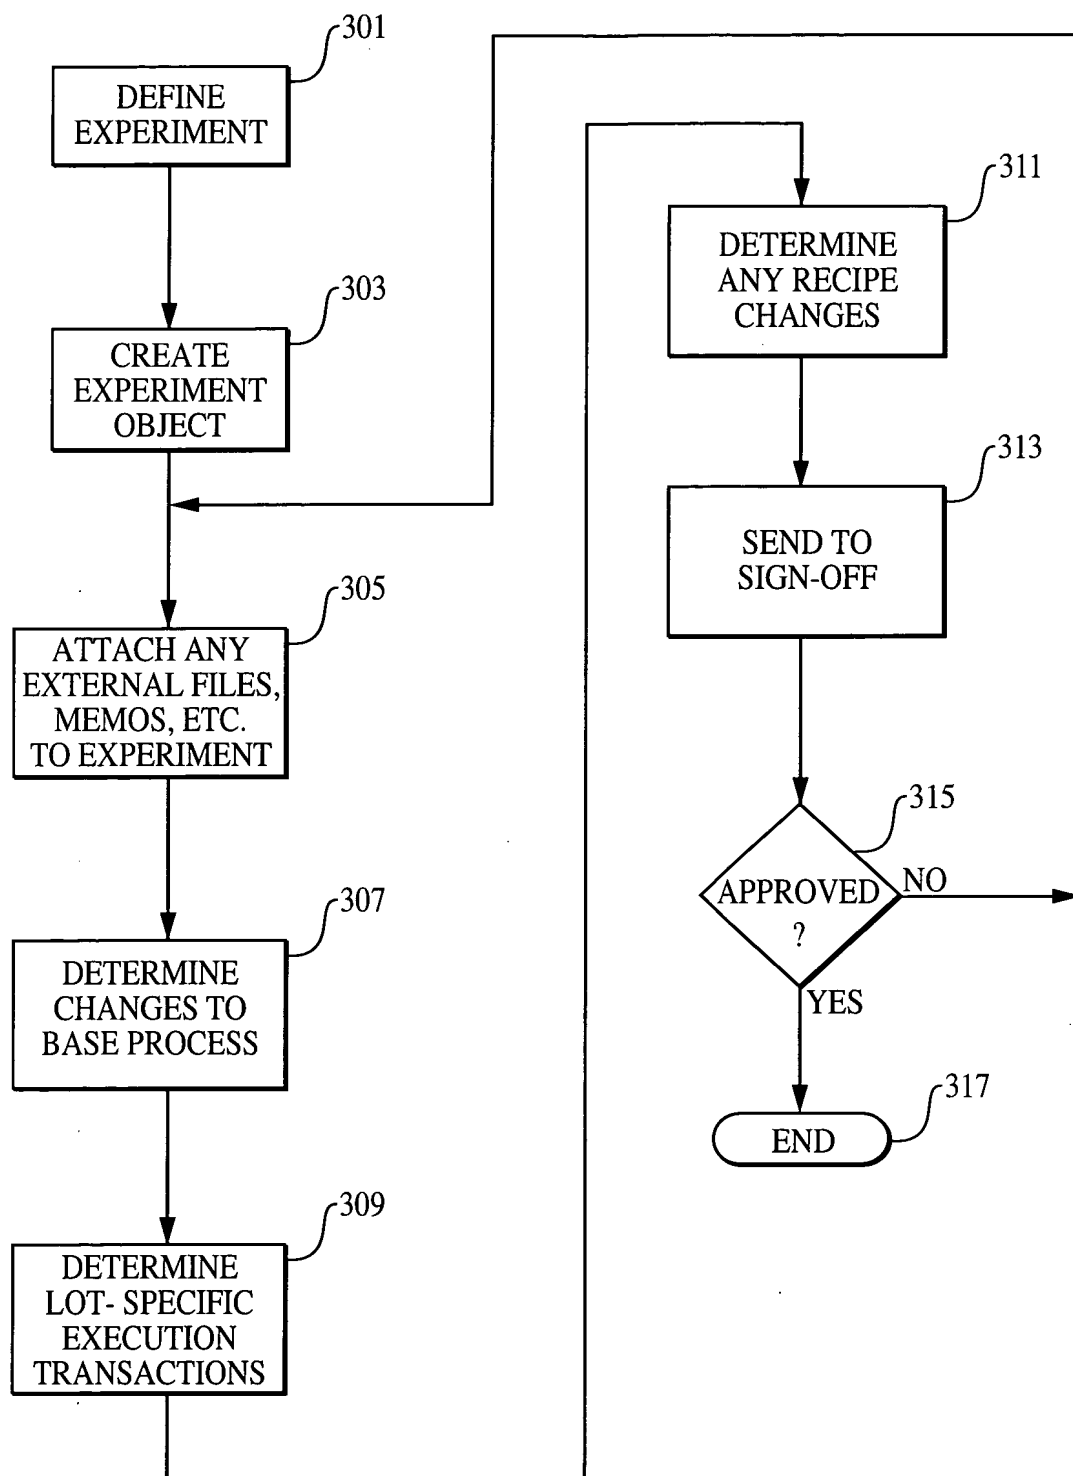 301
DEFINE
EXPERIMENT
303
CREATE
EXPERIMENT
OBJECT
305
ATTACH ANY
EXTERNAL FILES,
MEMOS, ETC.
TO EXPERIMENT
307
DETERMINE
CHANGES TO
BASE PROCESS
309
DETERMINE
LOT- SPECIFIC
EXECUTION
TRANSACTIONS
311
DETERMINE
ANY RECIPE
CHANGES
313
SEND TO
SIGN-OFF
315
APPROVED
?
NO
YES
317
END